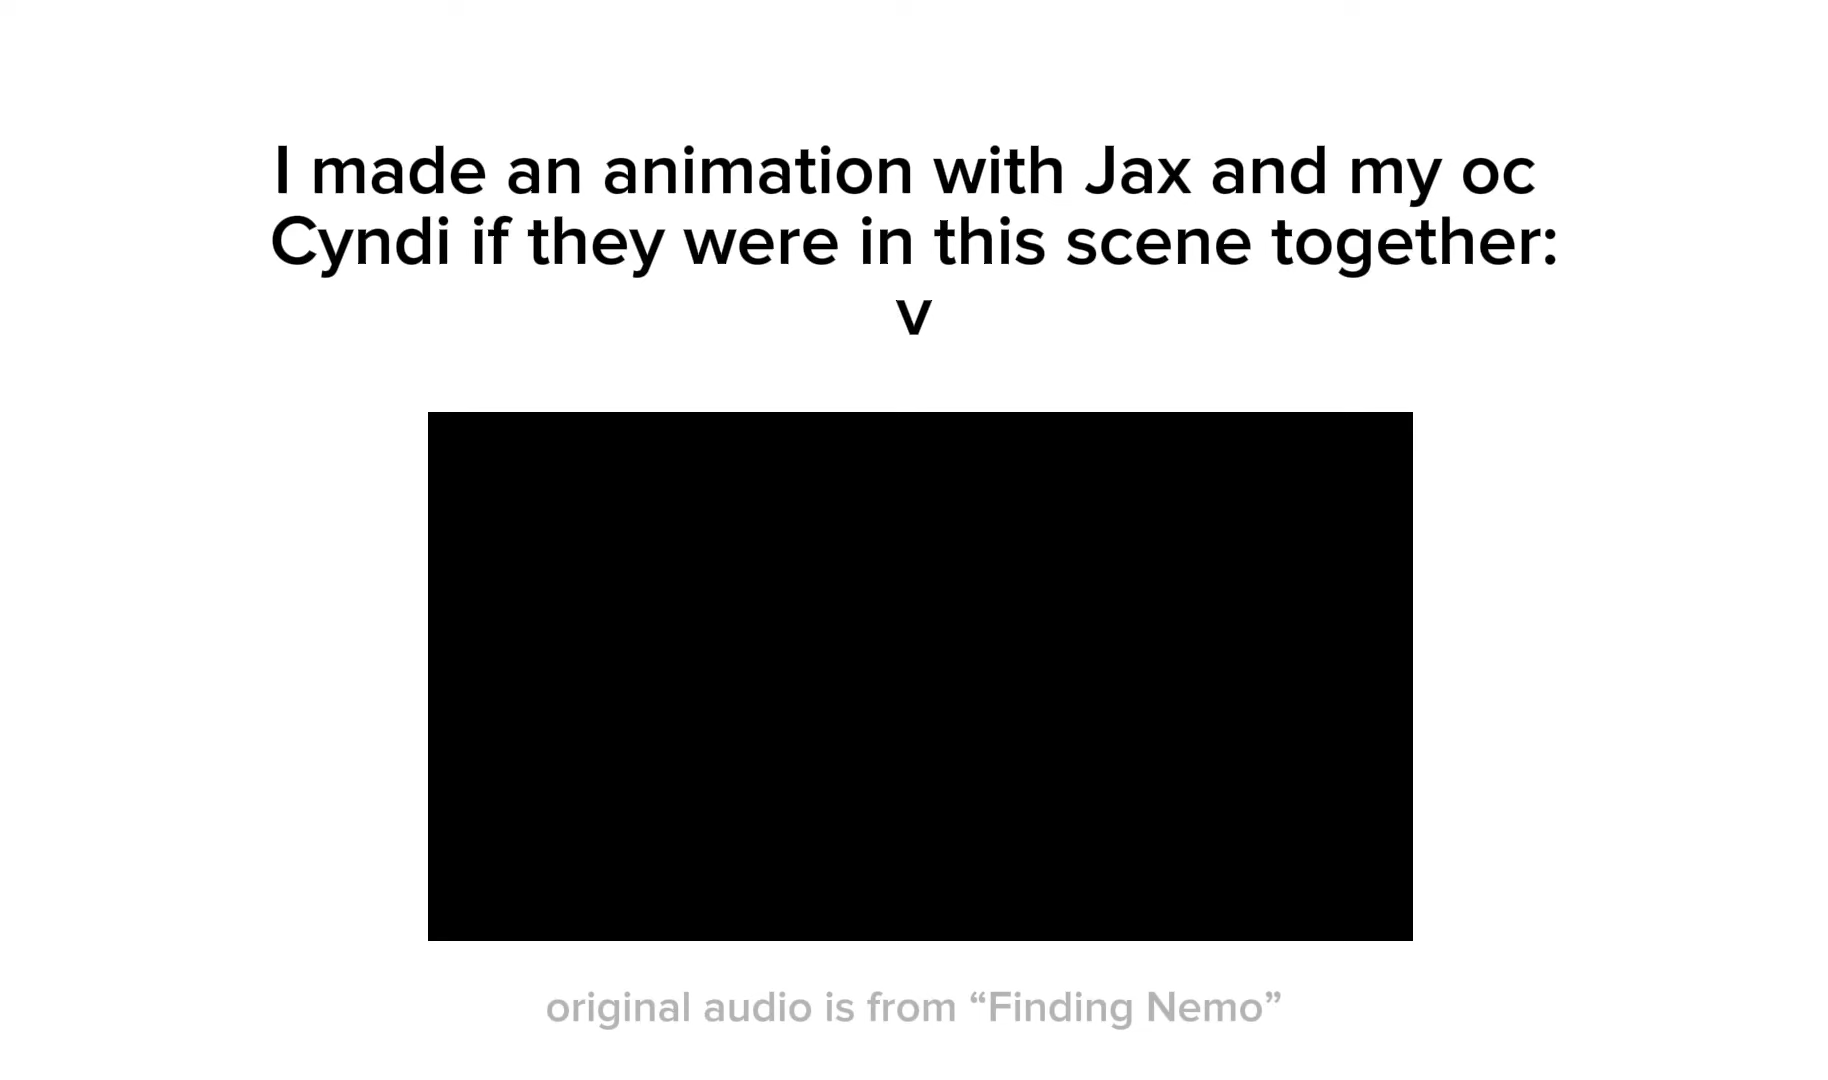 I made an animation with Jax and my oc
Cyndi if they were in this scene together:
v
original audio is from “Finding Nemo”